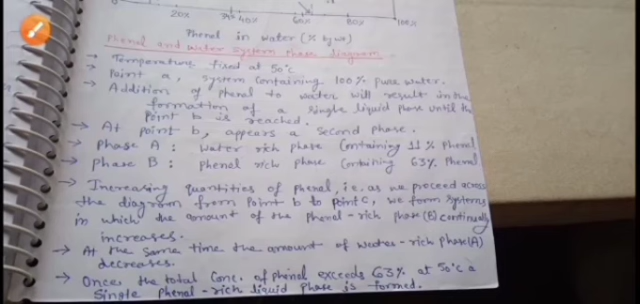 20% 34% 40% 60% 80% 100%
Phenol in water (% by wt)
Phenol and water system phase diagram
→ Temperature fixed at 50°c.
→ Point a, system containing 100% pure water.
→ Addition of phenol to water will result in the
formation of a single liquid phase until the
point b is reached.
→ At point b, appears a second phase.
→ Phase A : Water rich phase containing 11% phenol
→ Phase B : Phenol rich phase containing 63% phenol
→ Increasing quantities of phenol, i.e. as we proceed across
the diagram from point b to point c, we form systems
in which the amount of the phenol-rich phase (B) continually
increases.
→ At the same time the amount of water-rich phase (A)
decreases.
→ Once the total conc. of phenol exceeds 63% at 50°c a
single phenol-rich liquid phase is formed.